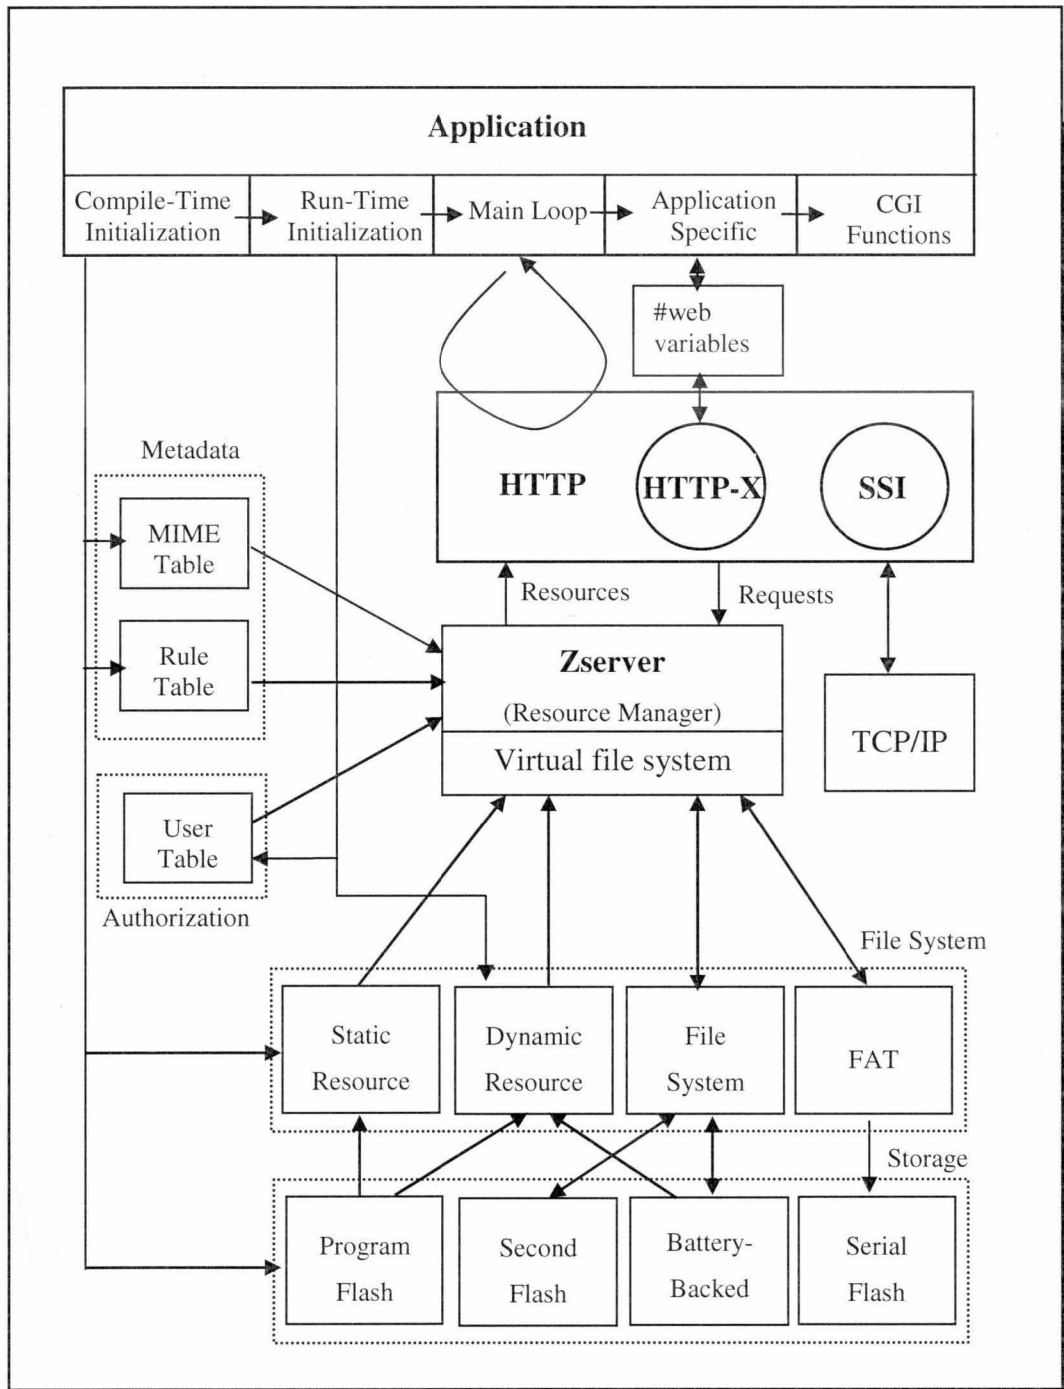 Application
Compile-Time
Initialization
Run-Time
Initialization
Main Loop
Application
Specific
CGI
Functions
#web
variables
Metadata
HTTP
HTTP-X
SSI
MIME
Table
Resources
Requests
Rule
Table
Zserver
(Resource Manager)
Virtual file system
TCP/IP
User
Table
Authorization
File System
Static
Resource
Dynamic
Resource
File
System
FAT
Storage
Program
Flash
Second
Flash
Battery-
Backed
Serial
Flash